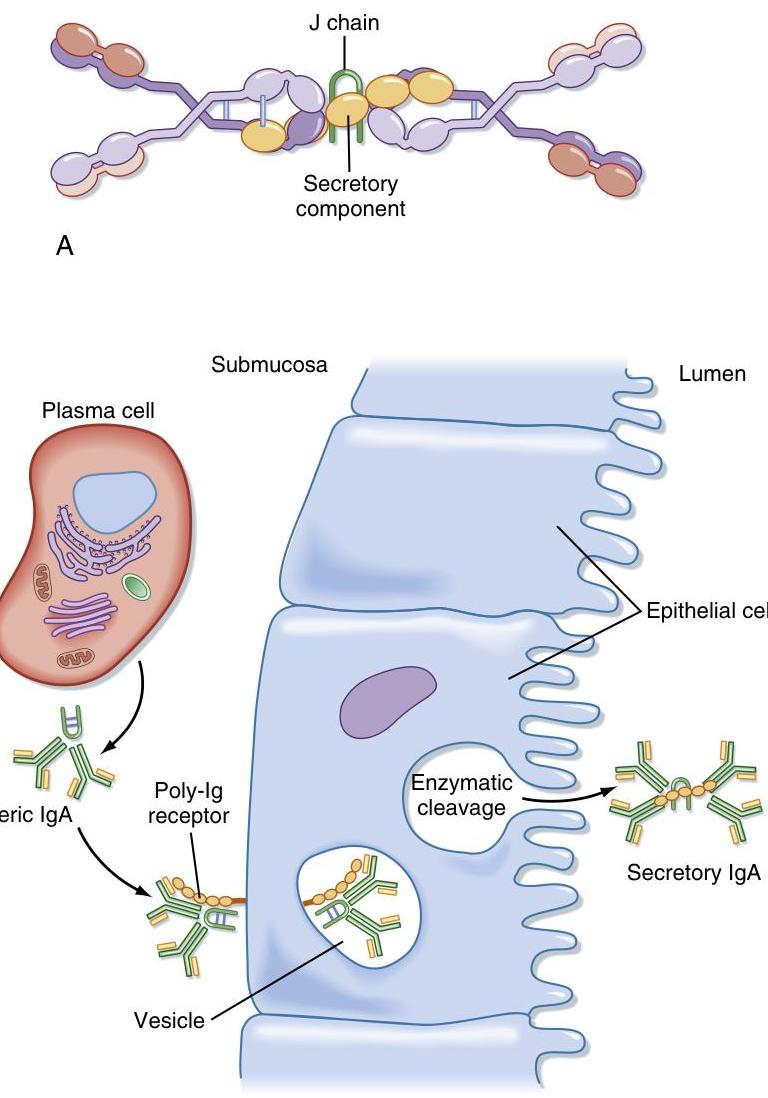 J chain
Secretory
component
A
Submucosa
Lumen
Plasma cell
Epithelial cel
Enzymatic
cleavage
Poly-Ig
receptor
eric IgA
Secretory IgA
Vesicle